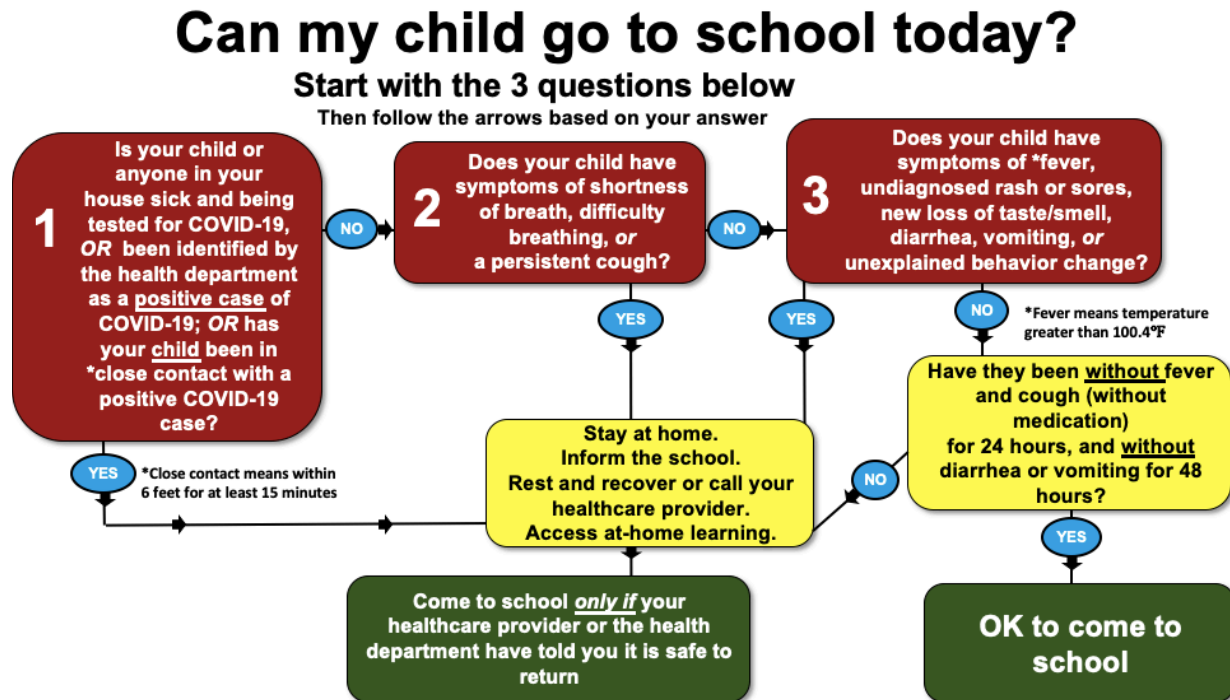 Can my child go to school today?
Start with the 3 questions below
Then follow the arrows based on your answer
1
Is your child or
anyone in your
house sick and being
tested for COVID-19,
OR been identified by
the health department
as a positive case of
COVID-19; OR has
your child been in
*close contact with a
positive COVID-19
case?
NO
2
Does your child have
symptoms of shortness
of breath, difficulty
breathing, or
a persistent cough?
NO
3
Does your child have
symptoms of *fever,
undiagnosed rash or sores,
new loss of taste/smell,
diarrhea, vomiting, or
unexplained behavior change?
YES
YES
NO
*Fever means temperature
greater than 100.4°F
Have they been without fever
and cough (without
medication)
for 24 hours, and without
diarrhea or vomiting for 48
hours?
YES
*Close contact means within
6 feet for at least 15 minutes
Stay at home.
Inform the school.
Rest and recover or call your
healthcare provider.
Access at-home learning.
NO
YES
Come to school only if your
healthcare provider or the health
department have told you it is safe to
return
OK to come to
school